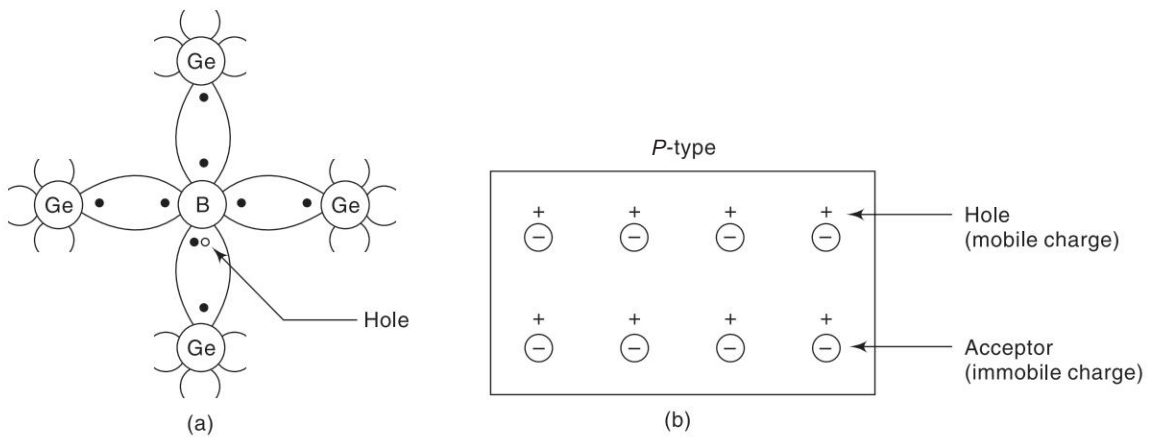 Ge
Ge
B
Ge
Hole
Ge
(a)
P-type
+ + + +
− − − −
Hole
(mobile charge)
+ + + +
− − − −
Acceptor
(immobile charge)
(b)